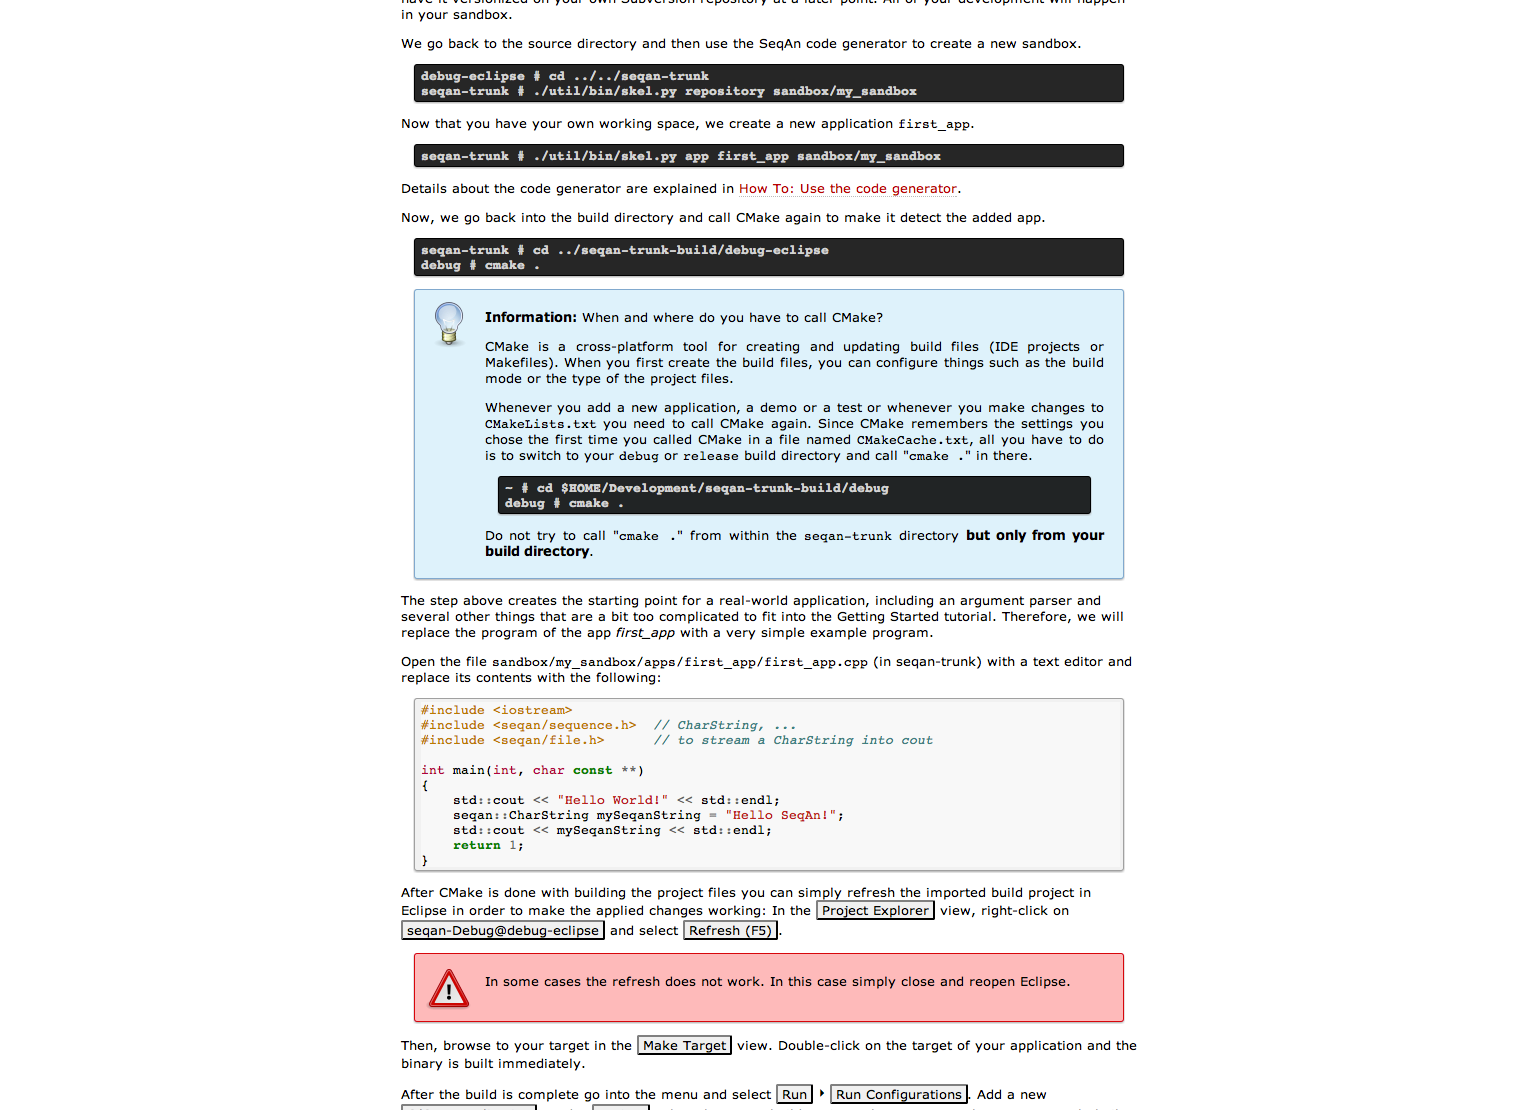 have it versionized on your own Subversion repository at a later point. All of your development will happen
in your sandbox.
We go back to the source directory and then use the SeqAn code generator to create a new sandbox.
debug-eclipse # cd ../../seqan-trunk
seqan-trunk # ./util/bin/skel.py repository sandbox/my_sandbox
Now that you have your own working space, we create a new application first_app.
seqan-trunk # ./util/bin/skel.py app first_app sandbox/my_sandbox
Details about the code generator are explained in How To: Use the code generator.
Now, we go back into the build directory and call CMake again to make it detect the added app.
seqan-trunk # cd ../seqan-trunk-build/debug-eclipse
debug # cmake .
Information: When and where do you have to call CMake?
CMake is a cross-platform tool for creating and updating build files (IDE projects or
Makefiles). When you first create the build files, you can configure things such as the build
mode or the type of the project files.
Whenever you add a new application, a demo or a test or whenever you make changes to
CMakeLists.txt you need to call CMake again. Since CMake remembers the settings you
chose the first time you called CMake in a file named CMakeCache.txt, all you have to do
is to switch to your debug or release build directory and call "cmake ." in there.
~ # cd $HOME/Development/seqan-trunk-build/debug
debug # cmake .
Do not try to call "cmake ." from within the seqan-trunk directory but only from your
build directory.
The step above creates the starting point for a real-world application, including an argument parser and
several other things that are a bit too complicated to fit into the Getting Started tutorial. Therefore, we will
replace the program of the app first_app with a very simple example program.
Open the file sandbox/my_sandbox/apps/first_app/first_app.cpp (in seqan-trunk) with a text editor and
replace its contents with the following:
#include <iostream>
#include <seqan/sequence.h>  // CharString, ...
#include <seqan/file.h>      // to stream a CharString into cout
int main(int, char const **)
{
    std::cout << "Hello World!" << std::endl;
    seqan::CharString mySeqanString = "Hello SeqAn!";
    std::cout << mySeqanString << std::endl;
    return 1;
}
After CMake is done with building the project files you can simply refresh the imported build project in
Eclipse in order to make the applied changes working: In the Project Explorer view, right-click on
seqan-Debug@debug-eclipse and select Refresh (F5).
In some cases the refresh does not work. In this case simply close and reopen Eclipse.
Then, browse to your target in the Make Target view. Double-click on the target of your application and the
binary is built immediately.
After the build is complete go into the menu and select Run ‣ Run Configurations. Add a new